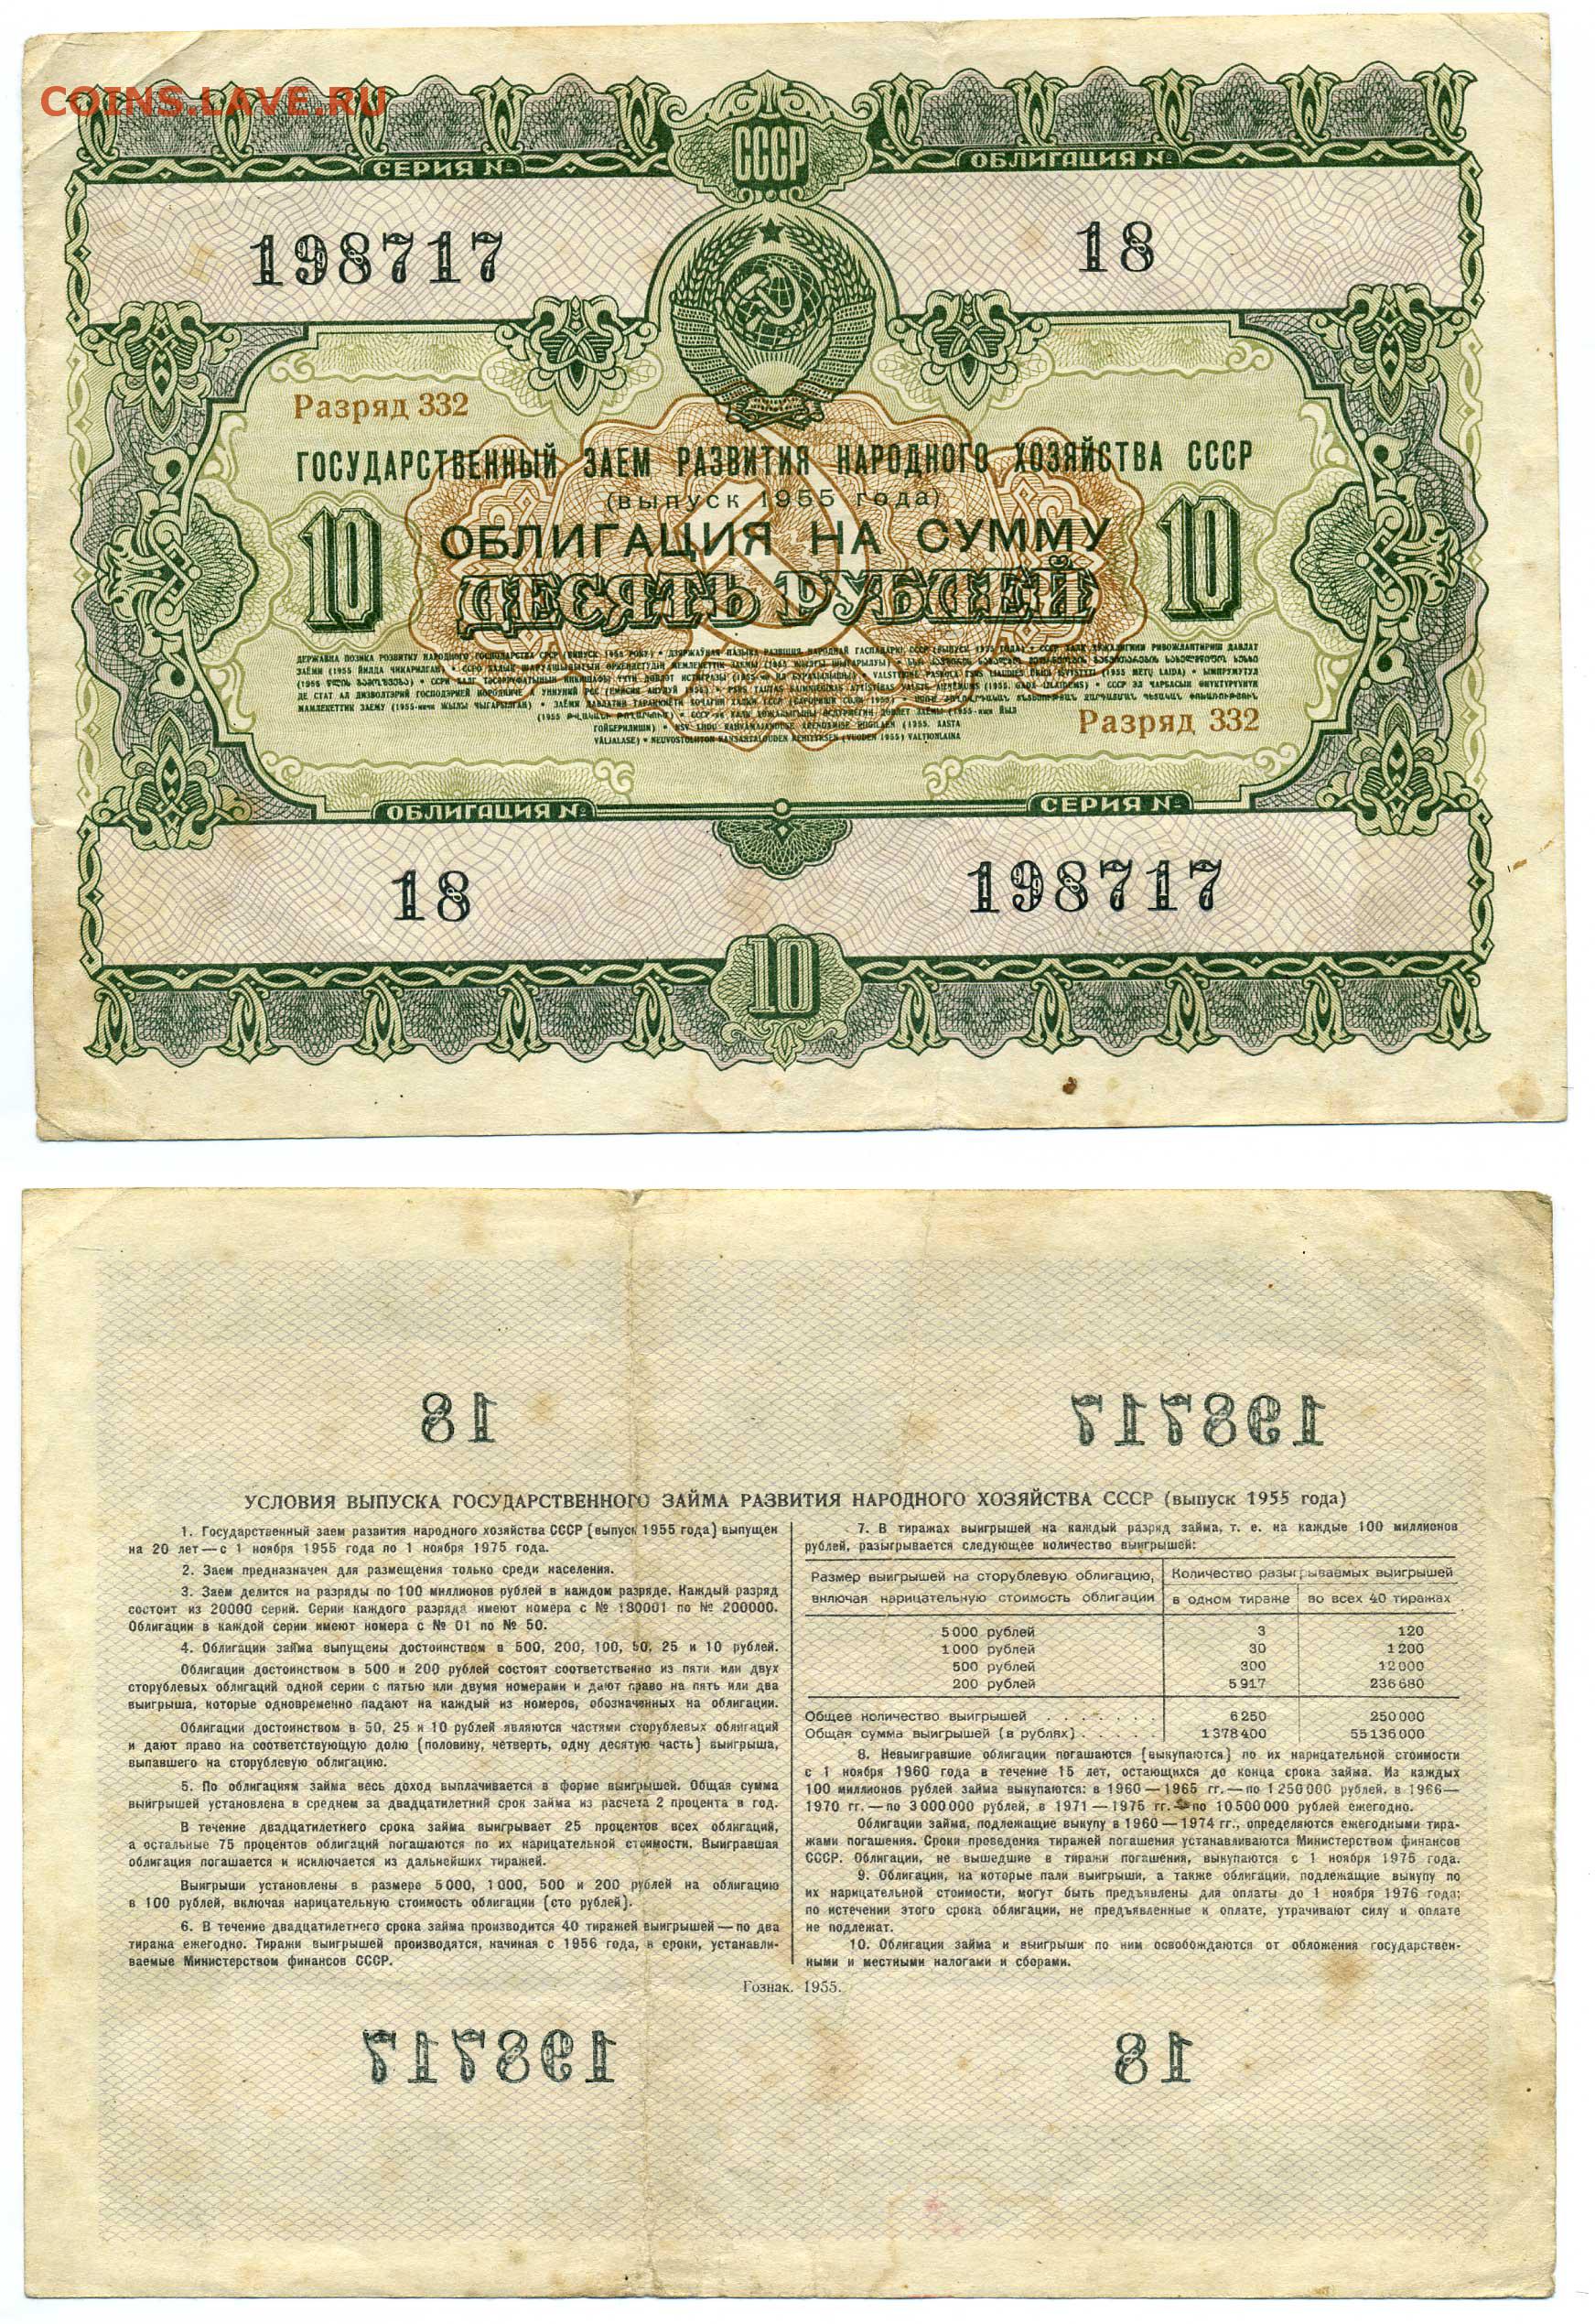 COINS.LAVE.RU
СССР
СЕРИЯ №
ОБЛИГАЦИЯ №
198717
18
Разряд 332
ГОСУДАРСТВЕННЫЙ ЗАЕМ РАЗВИТИЯ НАРОДНОГО ХОЗЯЙСТВА СССР
(выпуск 1955 года)
ОБЛИГАЦИЯ НА СУММУ
10
ДЕСЯТЬ РУБЛЕЙ
10
ДЕРЖАВНА ПОЗИКА РОЗВИТКУ НАРОДНОГО ГОСПОДАРСТВА СРСР (ВИПУСК 1955 РОКУ)
Разряд 332
ОБЛИГАЦИЯ №
СЕРИЯ №
18
198717
10
18
198717
УСЛОВИЯ ВЫПУСКА ГОСУДАРСТВЕННОГО ЗАЙМА РАЗВИТИЯ НАРОДНОГО ХОЗЯЙСТВА СССР (выпуск 1955 года)
1. Государственный заем развития народного хозяйства СССР (выпуск 1955 года) выпущен
на 20 лет — с 1 ноября 1955 года по 1 ноября 1975 года.
2. Заем предназначен для размещения только среди населения.
3. Заем делится на разряды по 100 миллионов рублей в каждом разряде. Каждый разряд
состоит из 20000 серий. Серии каждого разряда имеют номера с № 180001 по № 200000.
Облигации в каждой серии имеют номера с № 01 по № 50.
4. Облигации займа выпущены достоинством в 500, 200, 100, 50, 25 и 10 рублей.
Облигации достоинством в 500 и 200 рублей состоят соответственно из пяти или двух
сторублевых облигаций одной серии с пятью или двумя номерами и дают право на пять или два
выигрыша, которые одновременно падают на каждый из номеров, обозначенных на облигации.
Облигации достоинством в 50, 25 и 10 рублей являются частями сторублевых облигаций
и дают право на соответствующую долю (половину, четверть, одну десятую часть) выигрыша,
выпавшего на сторублевую облигацию.
5. По облигациям займа весь доход выплачивается в форме выигрышей. Общая сумма
выигрышей установлена в среднем за двадцатилетний срок займа из расчета 2 процента в год.
В течение двадцатилетнего срока займа выигрывает 25 процентов всех облигаций,
а остальные 75 процентов облигаций погашаются по их нарицательной стоимости. Выигравшая
облигация погашается и исключается из дальнейших тиражей.
Выигрыши установлены в размере 5000, 1000, 500 и 200 рублей на облигацию
в 100 рублей, включая нарицательную стоимость облигации (сто рублей).
6. В течение двадцатилетнего срока займа производится 40 тиражей выигрышей — по два
тиража ежегодно. Тиражи выигрышей производятся, начиная с 1956 года, в сроки, устанавли-
ваемые Министерством финансов СССР.
7. В тиражах выигрышей на каждый разряд займа, т. е. на каждые 100 миллионов
рублей, разыгрывается следующее количество выигрышей:
Размер выигрышей на сторублевую облигацию, Количество разыгрываемых выигрышей
включая нарицательную стоимость облигации в одном тираже во всех 40 тиражах
5000 рублей 3 120
1000 рублей 30 1200
500 рублей 300 12000
200 рублей 5917 236680
Общее количество выигрышей . . . . . . . 6250 250000
Общая сумма выигрышей (в рублях) . . . . . 1378400 55136000
8. Невыигравшие облигации погашаются (выкупаются) по их нарицательной стоимости
с 1 ноября 1960 года в течение 15 лет, остающихся до конца срока займа. Из каждых
100 миллионов рублей займа выкупаются: в 1960 — 1965 гг. — по 1250000 рублей, в 1966 —
1970 гг. — по 3000000 рублей, в 1971 — 1975 гг. — по 10500000 рублей ежегодно.
Облигации займа, подлежащие выкупу в 1960 — 1974 гг., определяются ежегодными тира-
жами погашения. Сроки проведения тиражей погашения устанавливаются Министерством финансов
СССР. Облигации, не вышедшие в тиражи погашения, выкупаются с 1 ноября 1975 года.
9. Облигации, на которые пали выигрыши, а также облигации, подлежащие выкупу по
их нарицательной стоимости, могут быть предъявлены для оплаты до 1 ноября 1976 года;
по истечении этого срока облигации, не предъявленные к оплате, утрачивают силу и оплате
не подлежат.
10. Облигации займа и выигрыши по ним освобождаются от обложения государствен-
ными и местными налогами и сборами.
Гознак. 1955.
198717
18